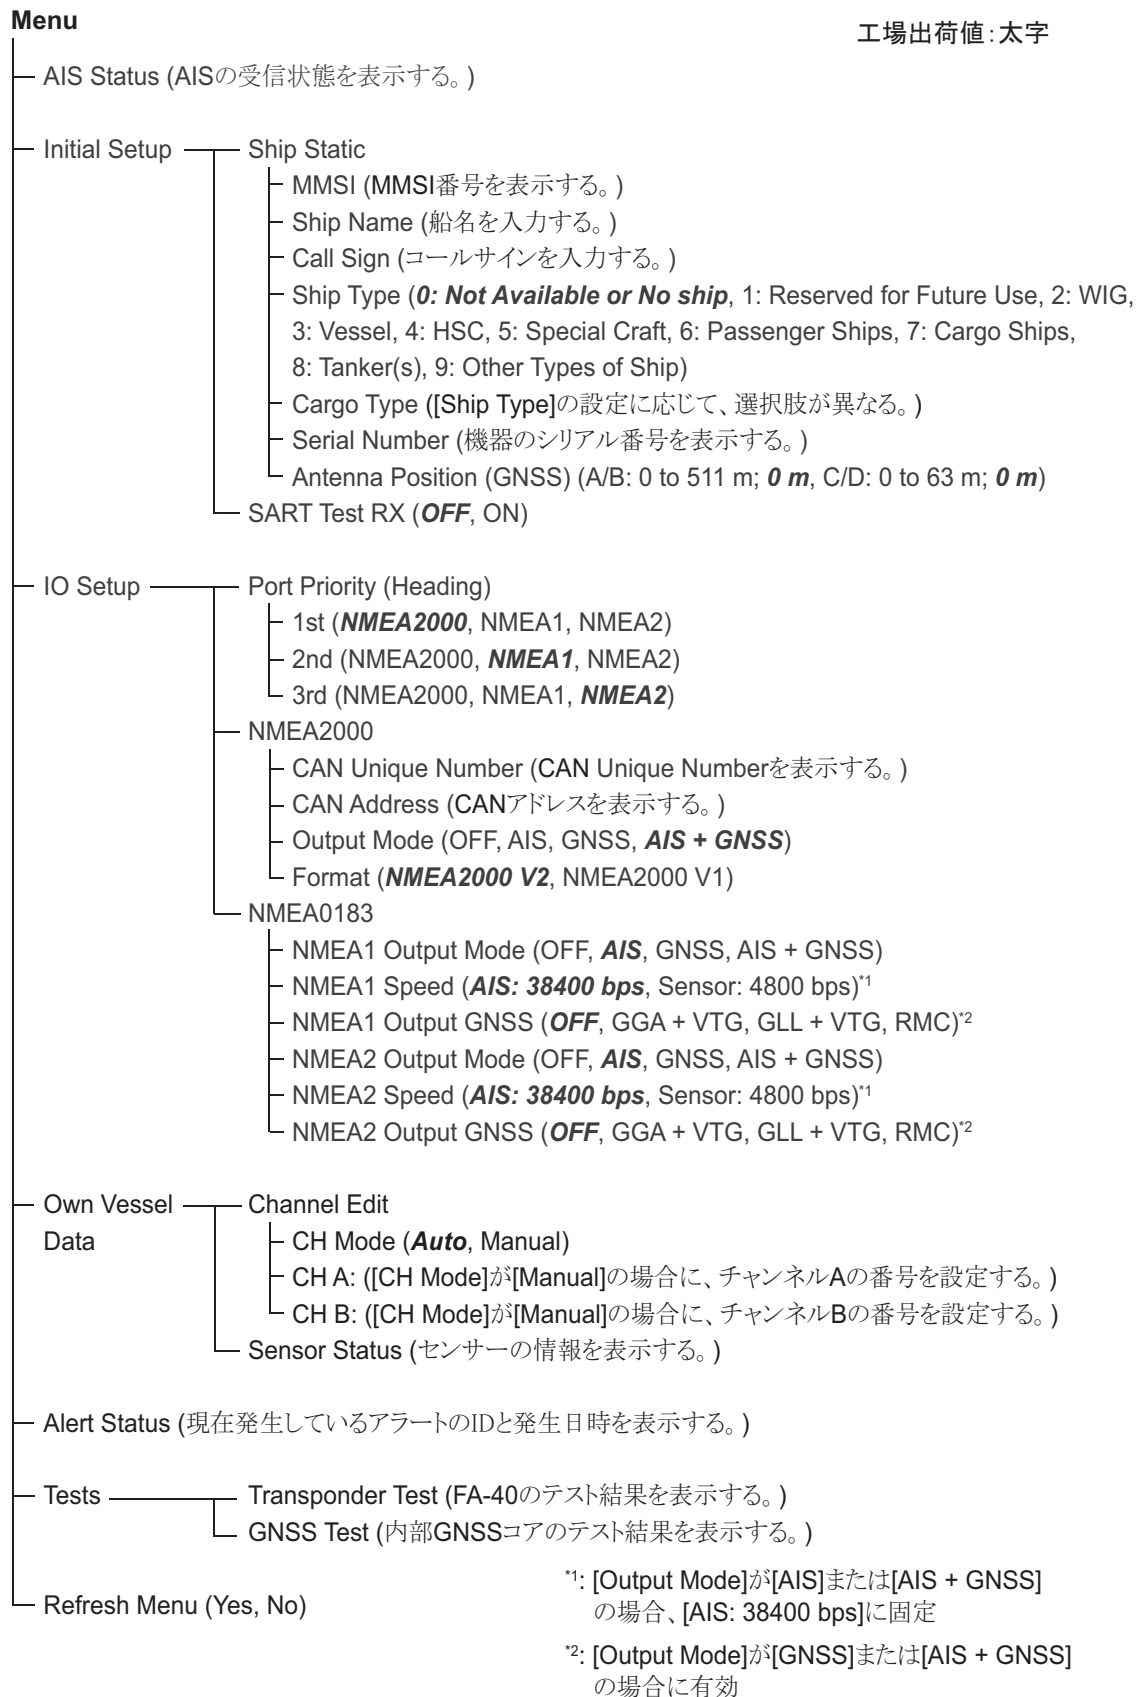 Menu
工場出荷値：太字
AIS Status (AISの受信状態を表示する。)
Initial Setup
Ship Static
MMSI (MMSI番号を表示する。)
Ship Name (船名を入力する。)
Call Sign (コールサインを入力する。)
Ship Type (0: Not Available or No ship, 1: Reserved for Future Use, 2: WIG,
3: Vessel, 4: HSC, 5: Special Craft, 6: Passenger Ships, 7: Cargo Ships,
8: Tanker(s), 9: Other Types of Ship)
Cargo Type ([Ship Type]の設定に応じて、選択肢が異なる。)
Serial Number (機器のシリアル番号を表示する。)
Antenna Position (GNSS) (A/B: 0 to 511 m; 0 m, C/D: 0 to 63 m; 0 m)
SART Test RX (OFF, ON)
IO Setup
Port Priority (Heading)
1st (NMEA2000, NMEA1, NMEA2)
2nd (NMEA2000, NMEA1, NMEA2)
3rd (NMEA2000, NMEA1, NMEA2)
NMEA2000
CAN Unique Number (CAN Unique Numberを表示する。)
CAN Address (CANアドレスを表示する。)
Output Mode (OFF, AIS, GNSS, AIS + GNSS)
Format (NMEA2000 V2, NMEA2000 V1)
NMEA0183
NMEA1 Output Mode (OFF, AIS, GNSS, AIS + GNSS)
NMEA1 Speed (AIS: 38400 bps, Sensor: 4800 bps)*1
NMEA1 Output GNSS (OFF, GGA + VTG, GLL + VTG, RMC)*2
NMEA2 Output Mode (OFF, AIS, GNSS, AIS + GNSS)
NMEA2 Speed (AIS: 38400 bps, Sensor: 4800 bps)*1
NMEA2 Output GNSS (OFF, GGA + VTG, GLL + VTG, RMC)*2
Own Vessel
Data
Channel Edit
CH Mode (Auto, Manual)
CH A: ([CH Mode]が[Manual]の場合に、チャンネルAの番号を設定する。)
CH B: ([CH Mode]が[Manual]の場合に、チャンネルBの番号を設定する。)
Sensor Status (センサーの情報を表示する。)
Alert Status (現在発生しているアラートのIDと発生日時を表示する。)
Tests
Transponder Test (FA-40のテスト結果を表示する。)
GNSS Test (内部GNSSコアのテスト結果を表示する。)
Refresh Menu (Yes, No)
*1: [Output Mode]が[AIS]または[AIS + GNSS]
の場合、[AIS: 38400 bps]に固定
*2: [Output Mode]が[GNSS]または[AIS + GNSS]
の場合に有効